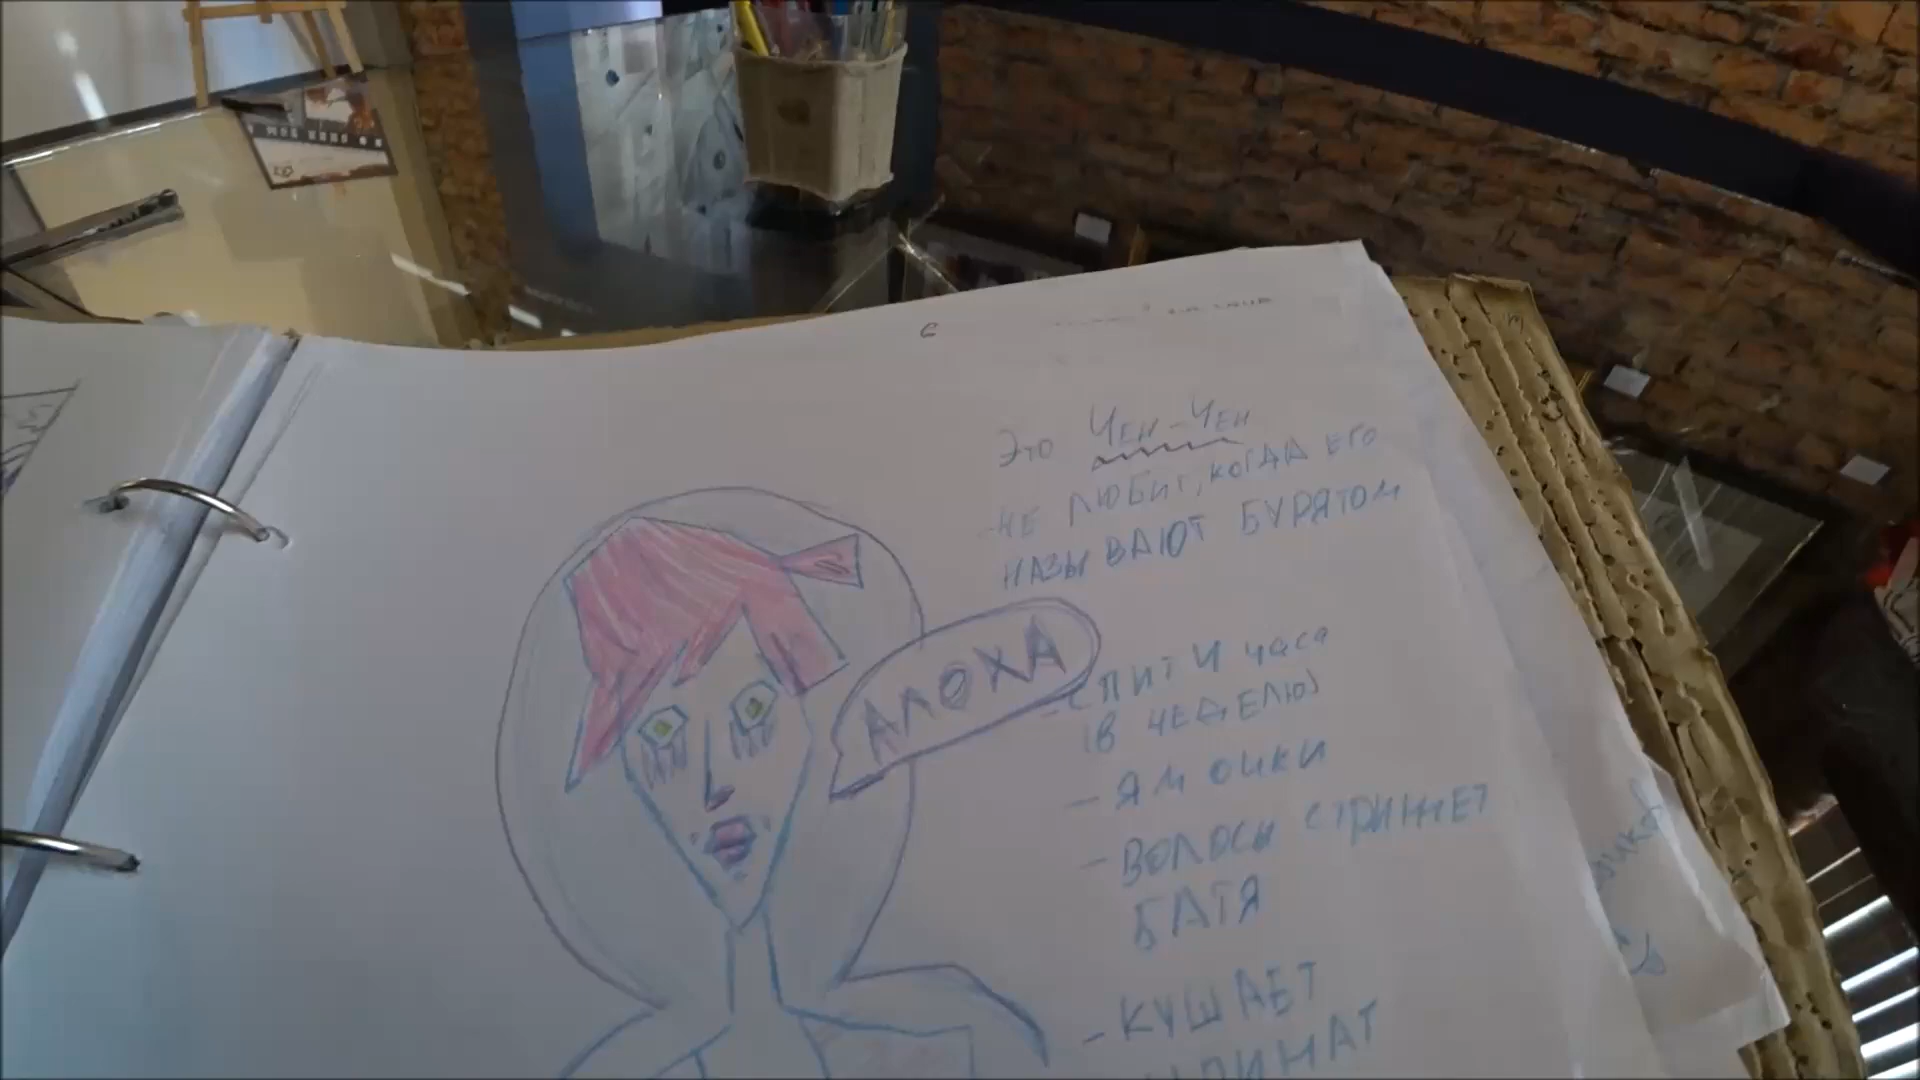 Это Чен-Чен
-не любит, когда его
называют бурятом
АЛОХА
-спит 4 часа
(в неделю)
- ямочки
- волосы стрижет
батя
- кушает
шпинат